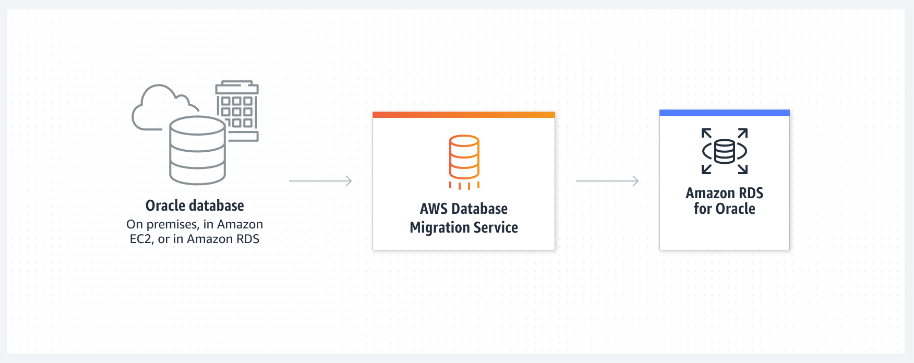 Oracle database
On premises, in Amazon
EC2, or in Amazon RDS
AWS Database
Migration Service
Amazon RDS
for Oracle